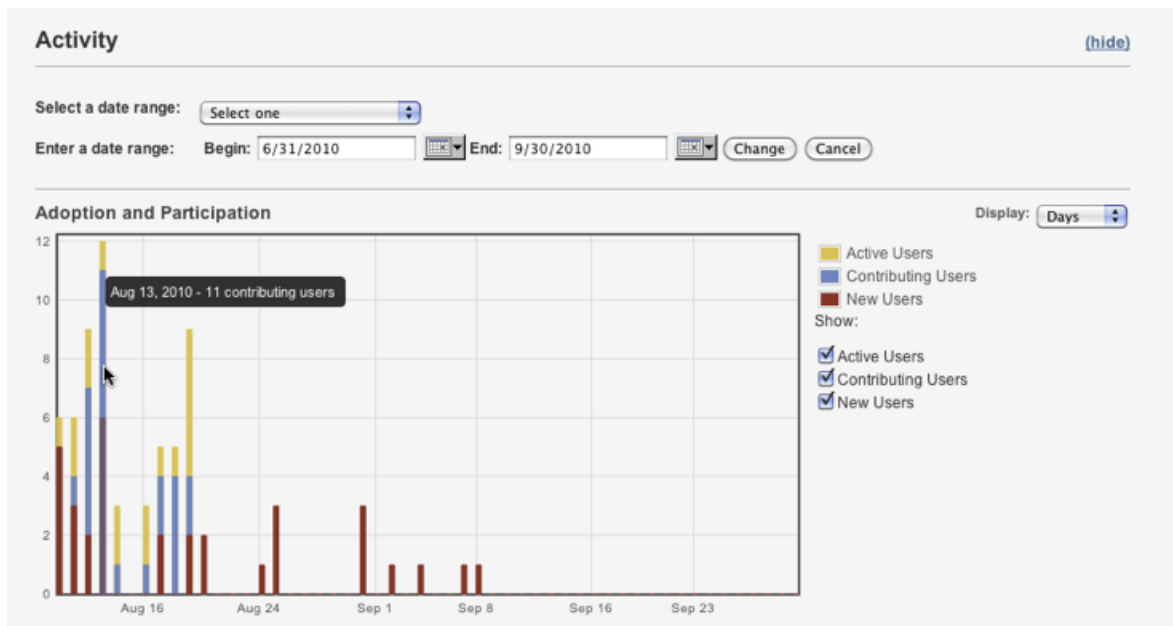 Activity (hide)
Select a date range: Select one
Enter a date range: Begin: 6/31/2010 End: 9/30/2010 Change Cancel
Adoption and Participation Display: Days
12
10
8
6
4
2
0
Aug 13, 2010 - 11 contributing users
Aug 16 Aug 24 Sep 1 Sep 8 Sep 16 Sep 23
Active Users
Contributing Users
New Users
Show:
Active Users
Contributing Users
New Users